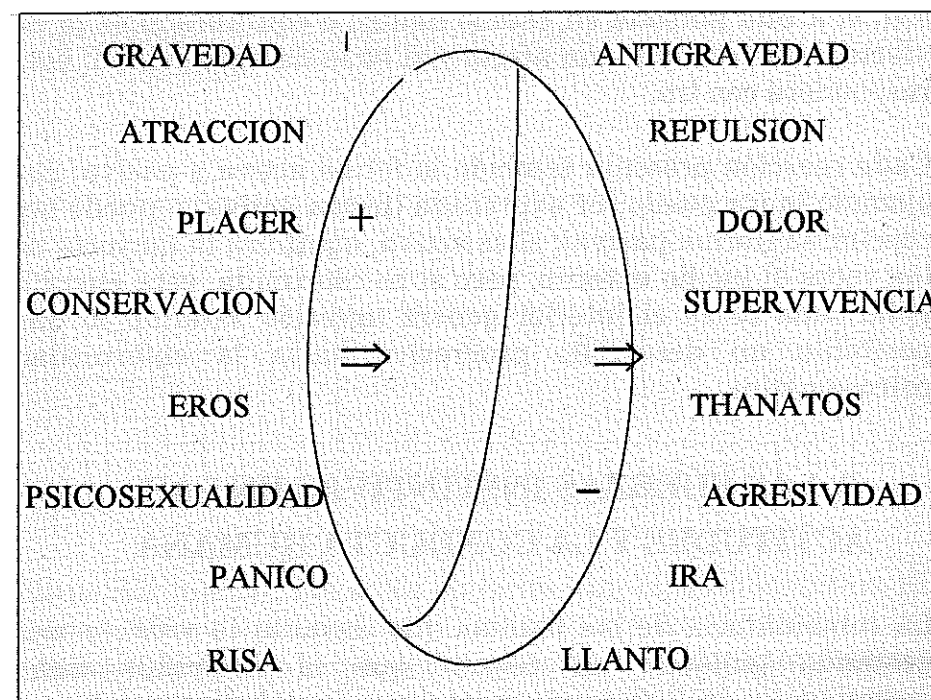 GRAVEDAD ANTIGRAVEDAD
ATRACCION REPULSION
PLACER + DOLOR
CONSERVACION SUPERVIVENCIA
EROS THANATOS
PSICOSEXUALIDAD − AGRESIVIDAD
PANICO IRA
RISA LLANTO